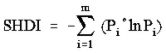 SHDI = -∑_{i=1}^{m} (P_i * ln P_i)